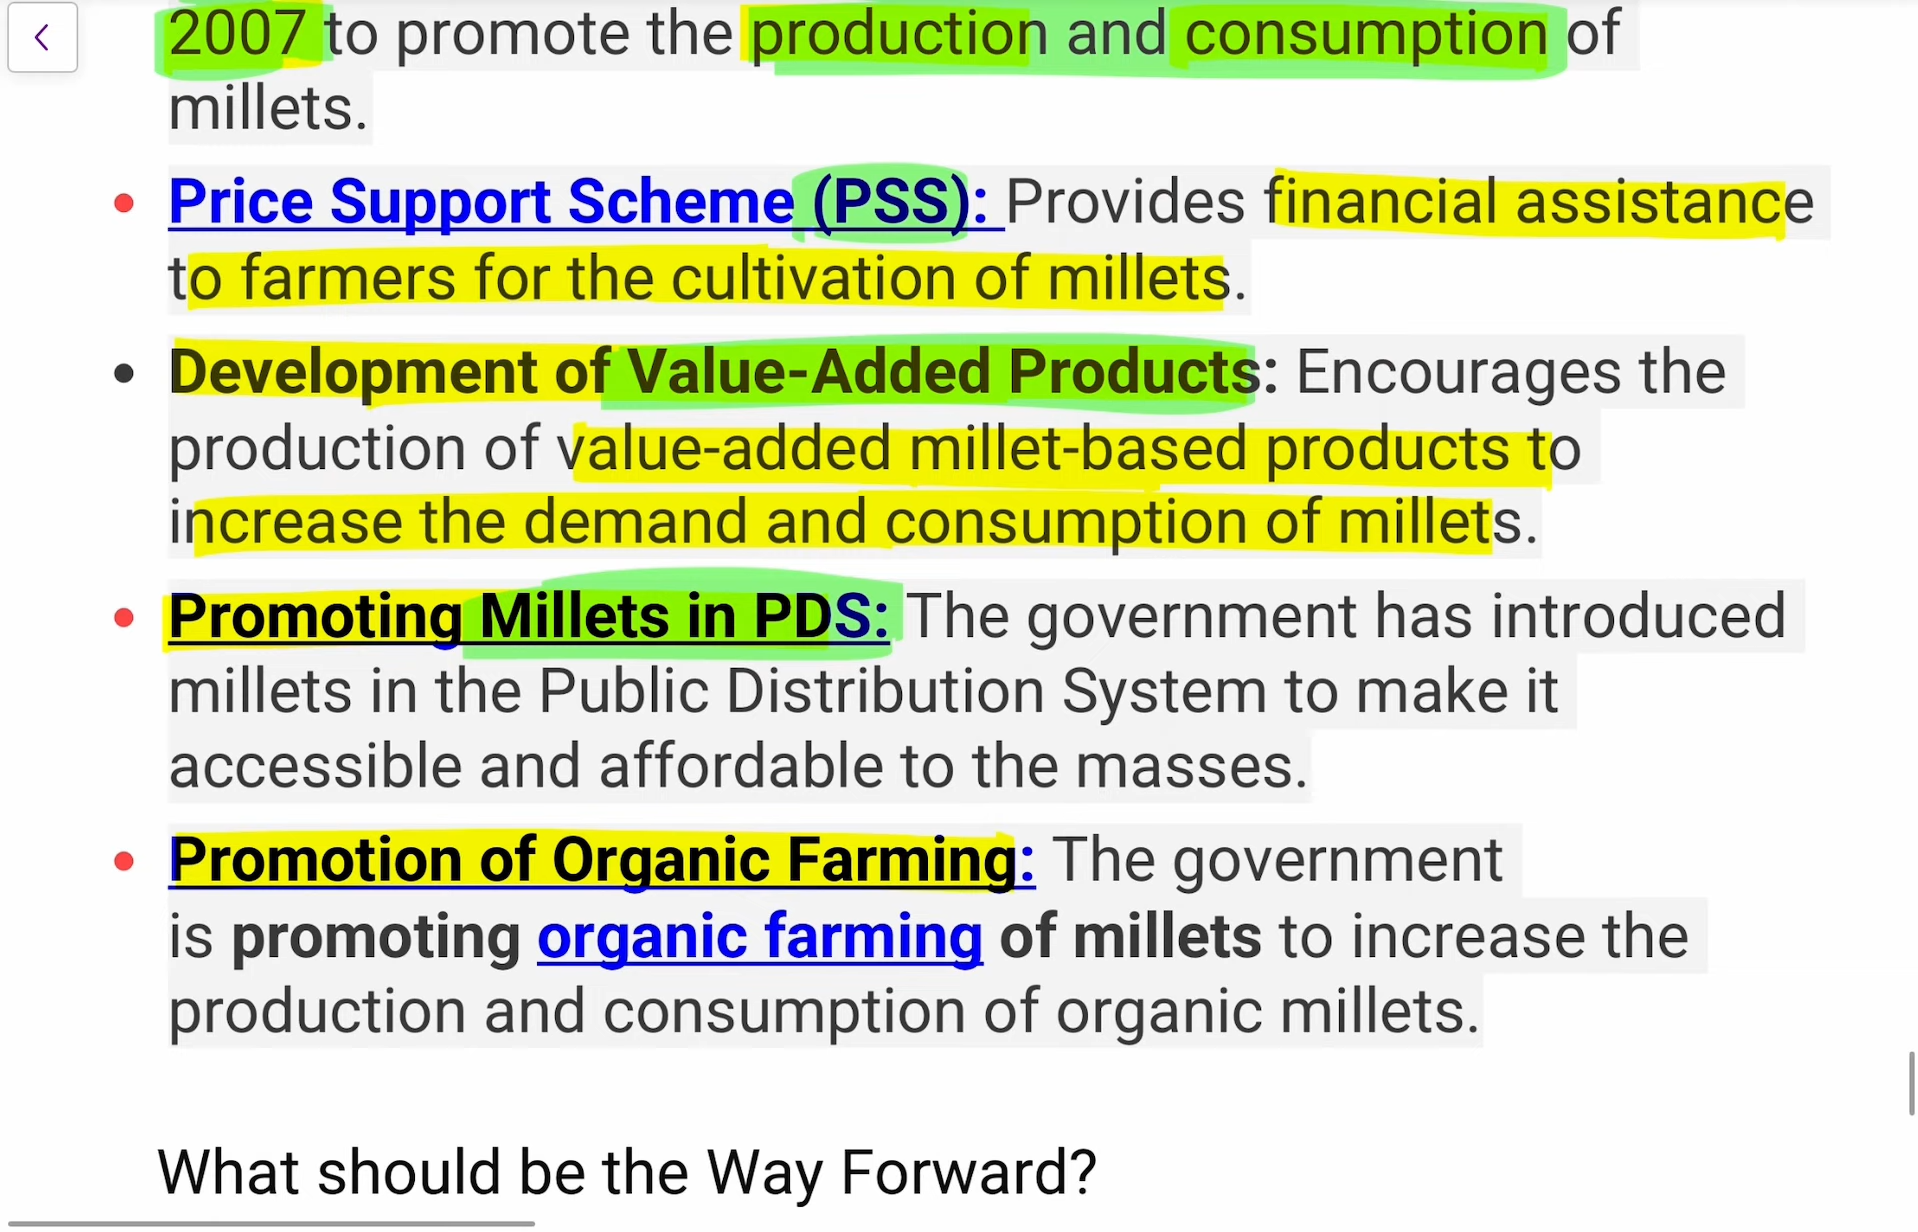 2007 to promote the production and consumption of
millets.
Price Support Scheme (PSS): Provides financial assistance
to farmers for the cultivation of millets.
Development of Value-Added Products: Encourages the
production of value-added millet-based products to
increase the demand and consumption of millets.
Promoting Millets in PDS: The government has introduced
millets in the Public Distribution System to make it
accessible and affordable to the masses.
Promotion of Organic Farming: The government
is promoting organic farming of millets to increase the
production and consumption of organic millets.
What should be the Way Forward?